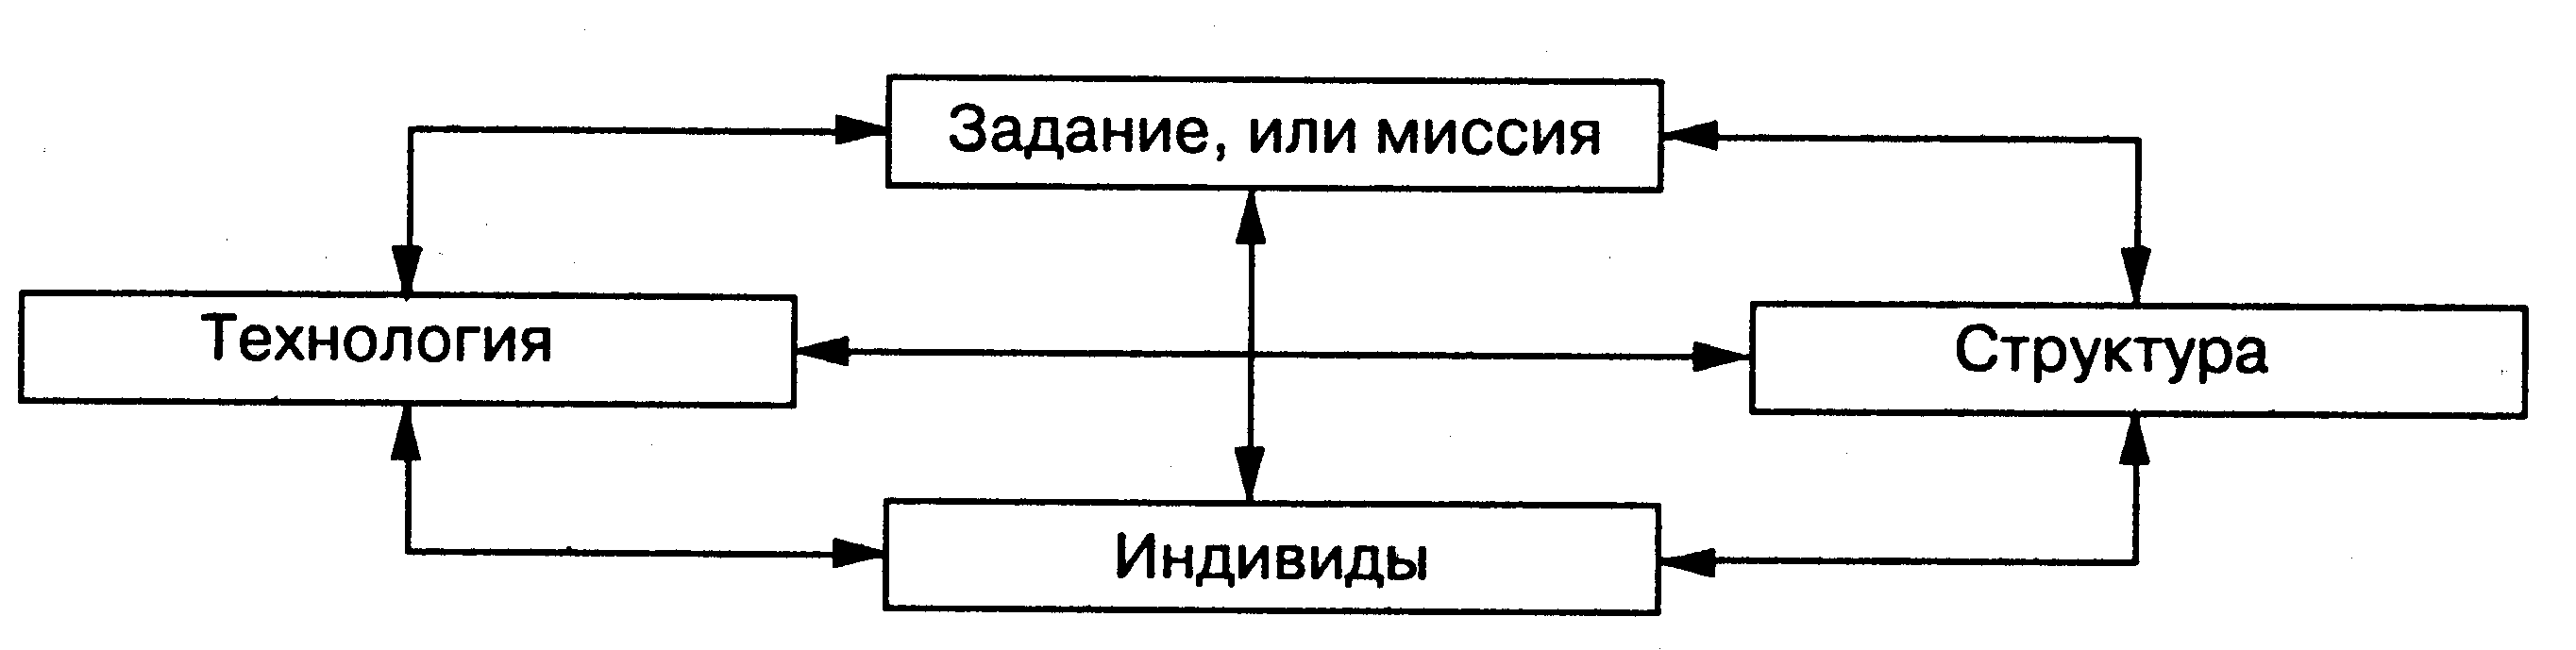 Задание, или миссия
Технология
Структура
Индивиды